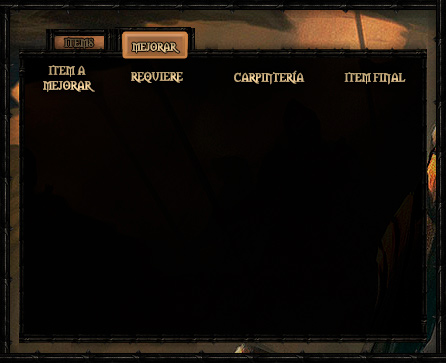 ITEMS
MEJORAR
ITEM A
MEJORAR
REQUIERE
CARPINTERÍA
ITEM FINAL